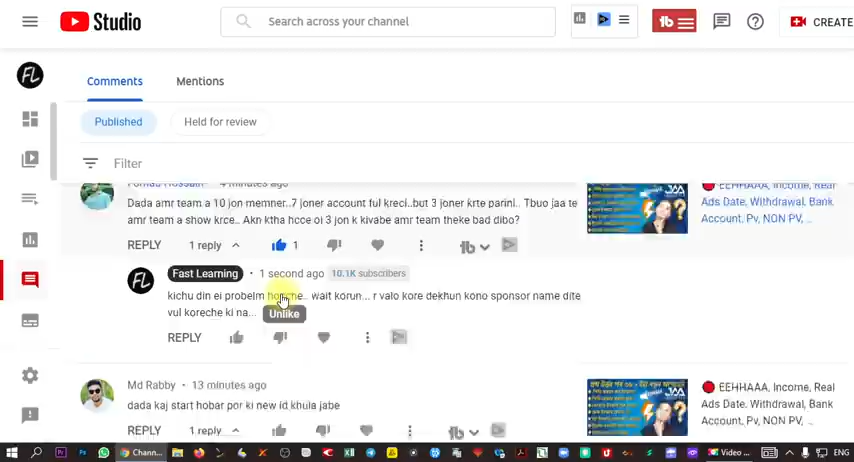 Studio
Search across your channel
CREATE
Comments
Mentions
Published
Held for review
Filter
4 minutes ago
Dada amr team a 10 jon memner..7 joner account ful kreci..but 3 joner krte parini.. Tbuo jaa te
amr team a show krce.. Akn ktha hcce oi 3 jon k kivabe amr team theke bad dibo?
REPLY
1 reply
1
EEHHAAA, Income, Real
Ads Date, Withdrawal, Bank
Account, Pv, NON PV, ...
Fast Learning • 1 second ago 10.1K subscribers
kichu din ei probelm wait korun... r valo kore dekhun kono sponsor name dite
vul koreche ki na...
Unlike
REPLY
Md Rabby • 13 minutes ago
dada kaj start hobar por ki new id khula jabe
REPLY
1 reply
EEHHAAA, Income, Real
Ads Date, Withdrawal, Bank
Account, Pv, NON PV, ...
Chann...
Video ...
ENG